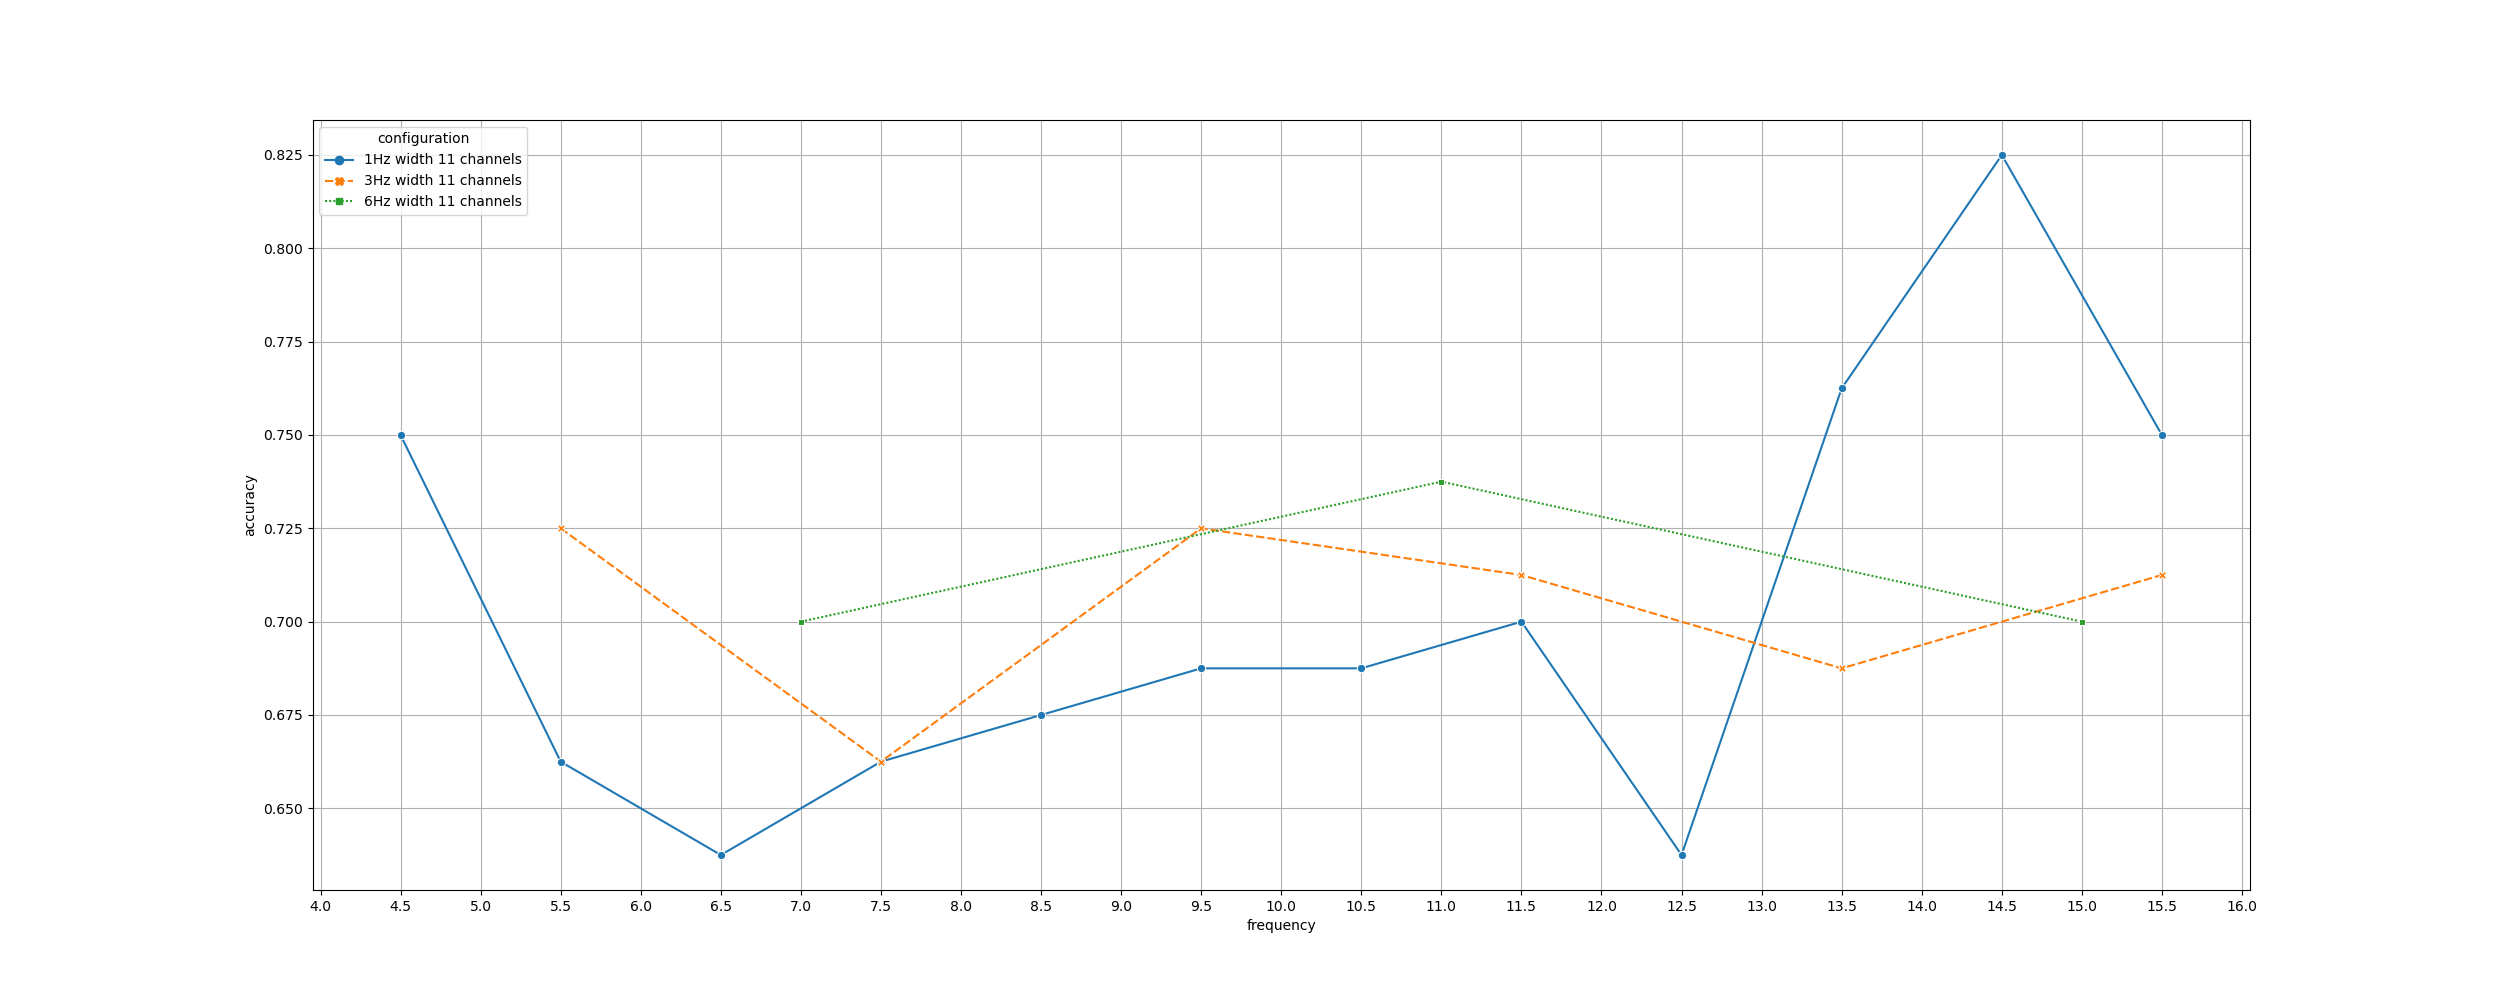 configuration
1Hz width 11 channels
3Hz width 11 channels
6Hz width 11 channels
0.825
0.800
0.775
0.750
0.725
0.700
0.675
0.650
accuracy
4.0 4.5 5.0 5.5 6.0 6.5 7.0 7.5 8.0 8.5 9.0 9.5 10.0 10.5 11.0 11.5 12.0 12.5 13.0 13.5 14.0 14.5 15.0 15.5 16.0
frequency